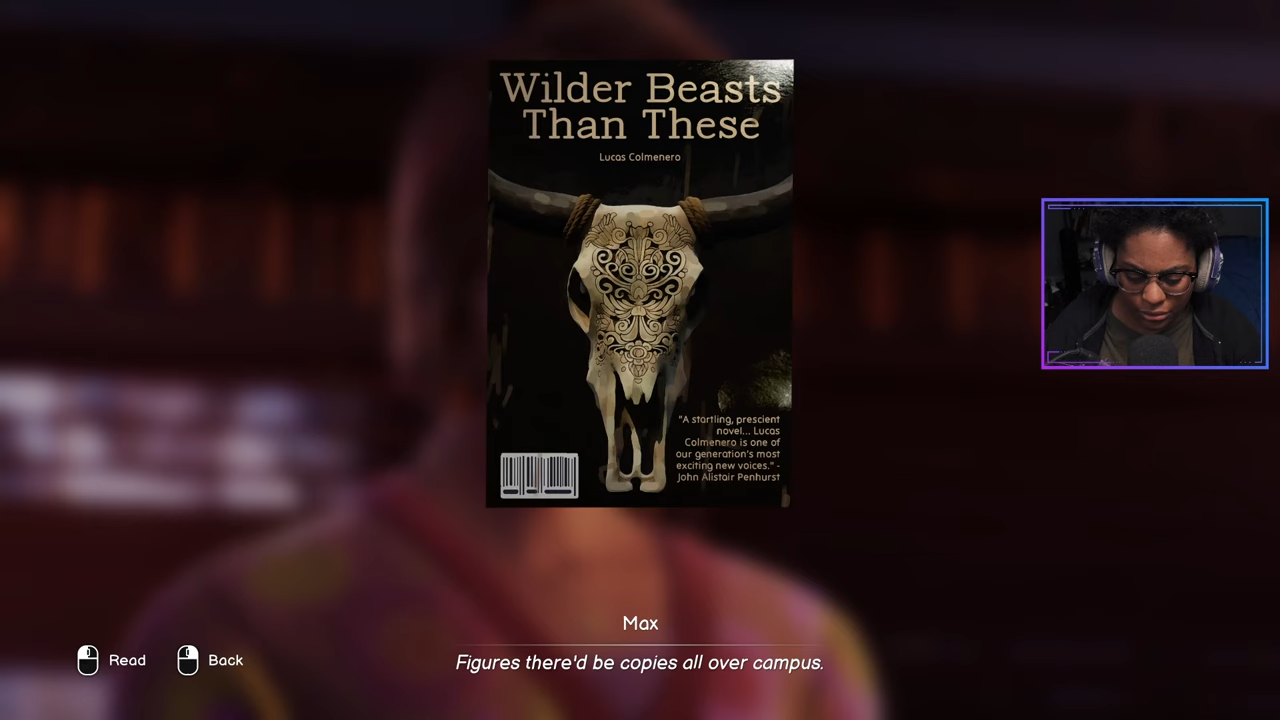 Wilder Beasts
Than These
Lucas Colmenero
"A startling, prescient
novel... Lucas
Colmenero is one of
our generation's most
exciting new voices." -
John Alistair Penhurst
Max
Read
Back
Figures there'd be copies all over campus.